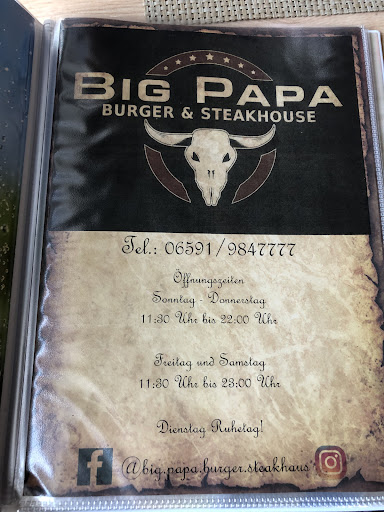 BIG PAPA
BURGER & STEAKHOUSE
Tel.: 06591/9847777
Öffnungszeiten
Sonntag - Donnerstag
11:30 Uhr bis 22:00 Uhr
Freitag und Samstag
11:30 Uhr bis 23:00 Uhr
Dienstag Ruhetag!
f @big.papa.burger.steakhaus